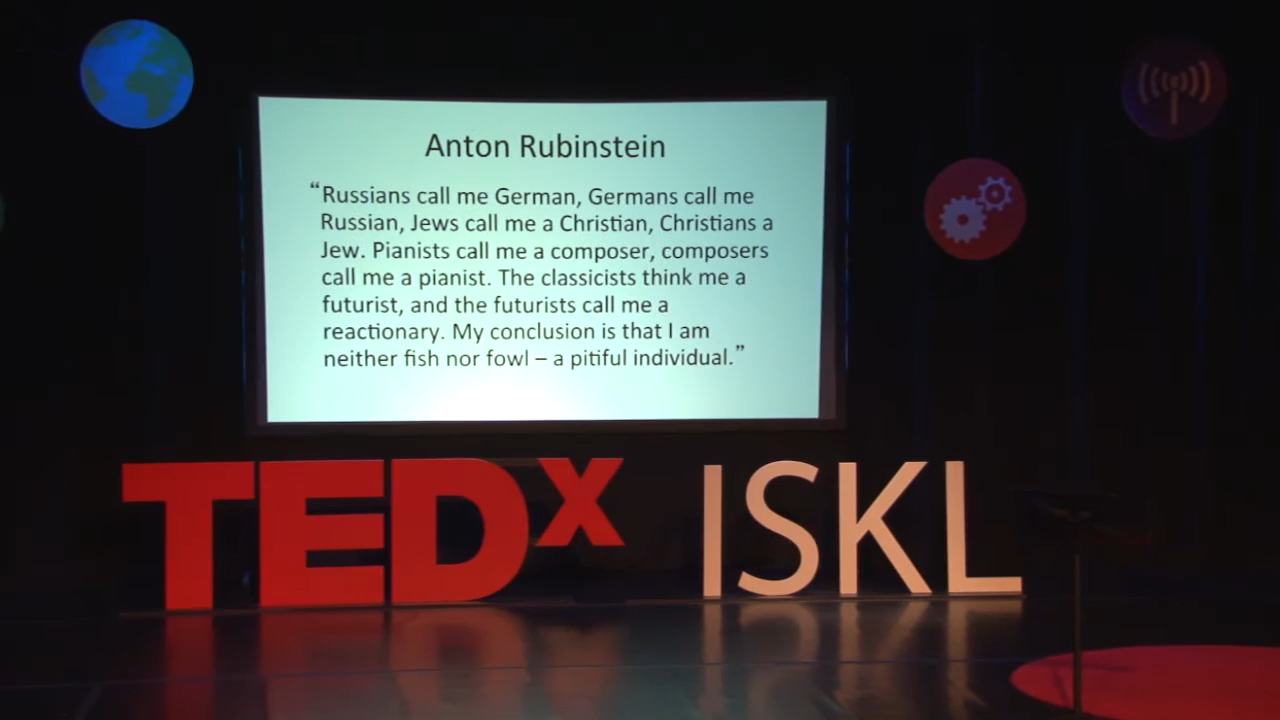 Anton Rubinstein
“Russians call me German, Germans call me
Russian, Jews call me a Christian, Christians a
Jew. Pianists call me a composer, composers
call me a pianist. The classicists think me a
futurist, and the futurists call me a
reactionary. My conclusion is that I am
neither fish nor fowl – a pitiful individual.”
TEDx ISKL